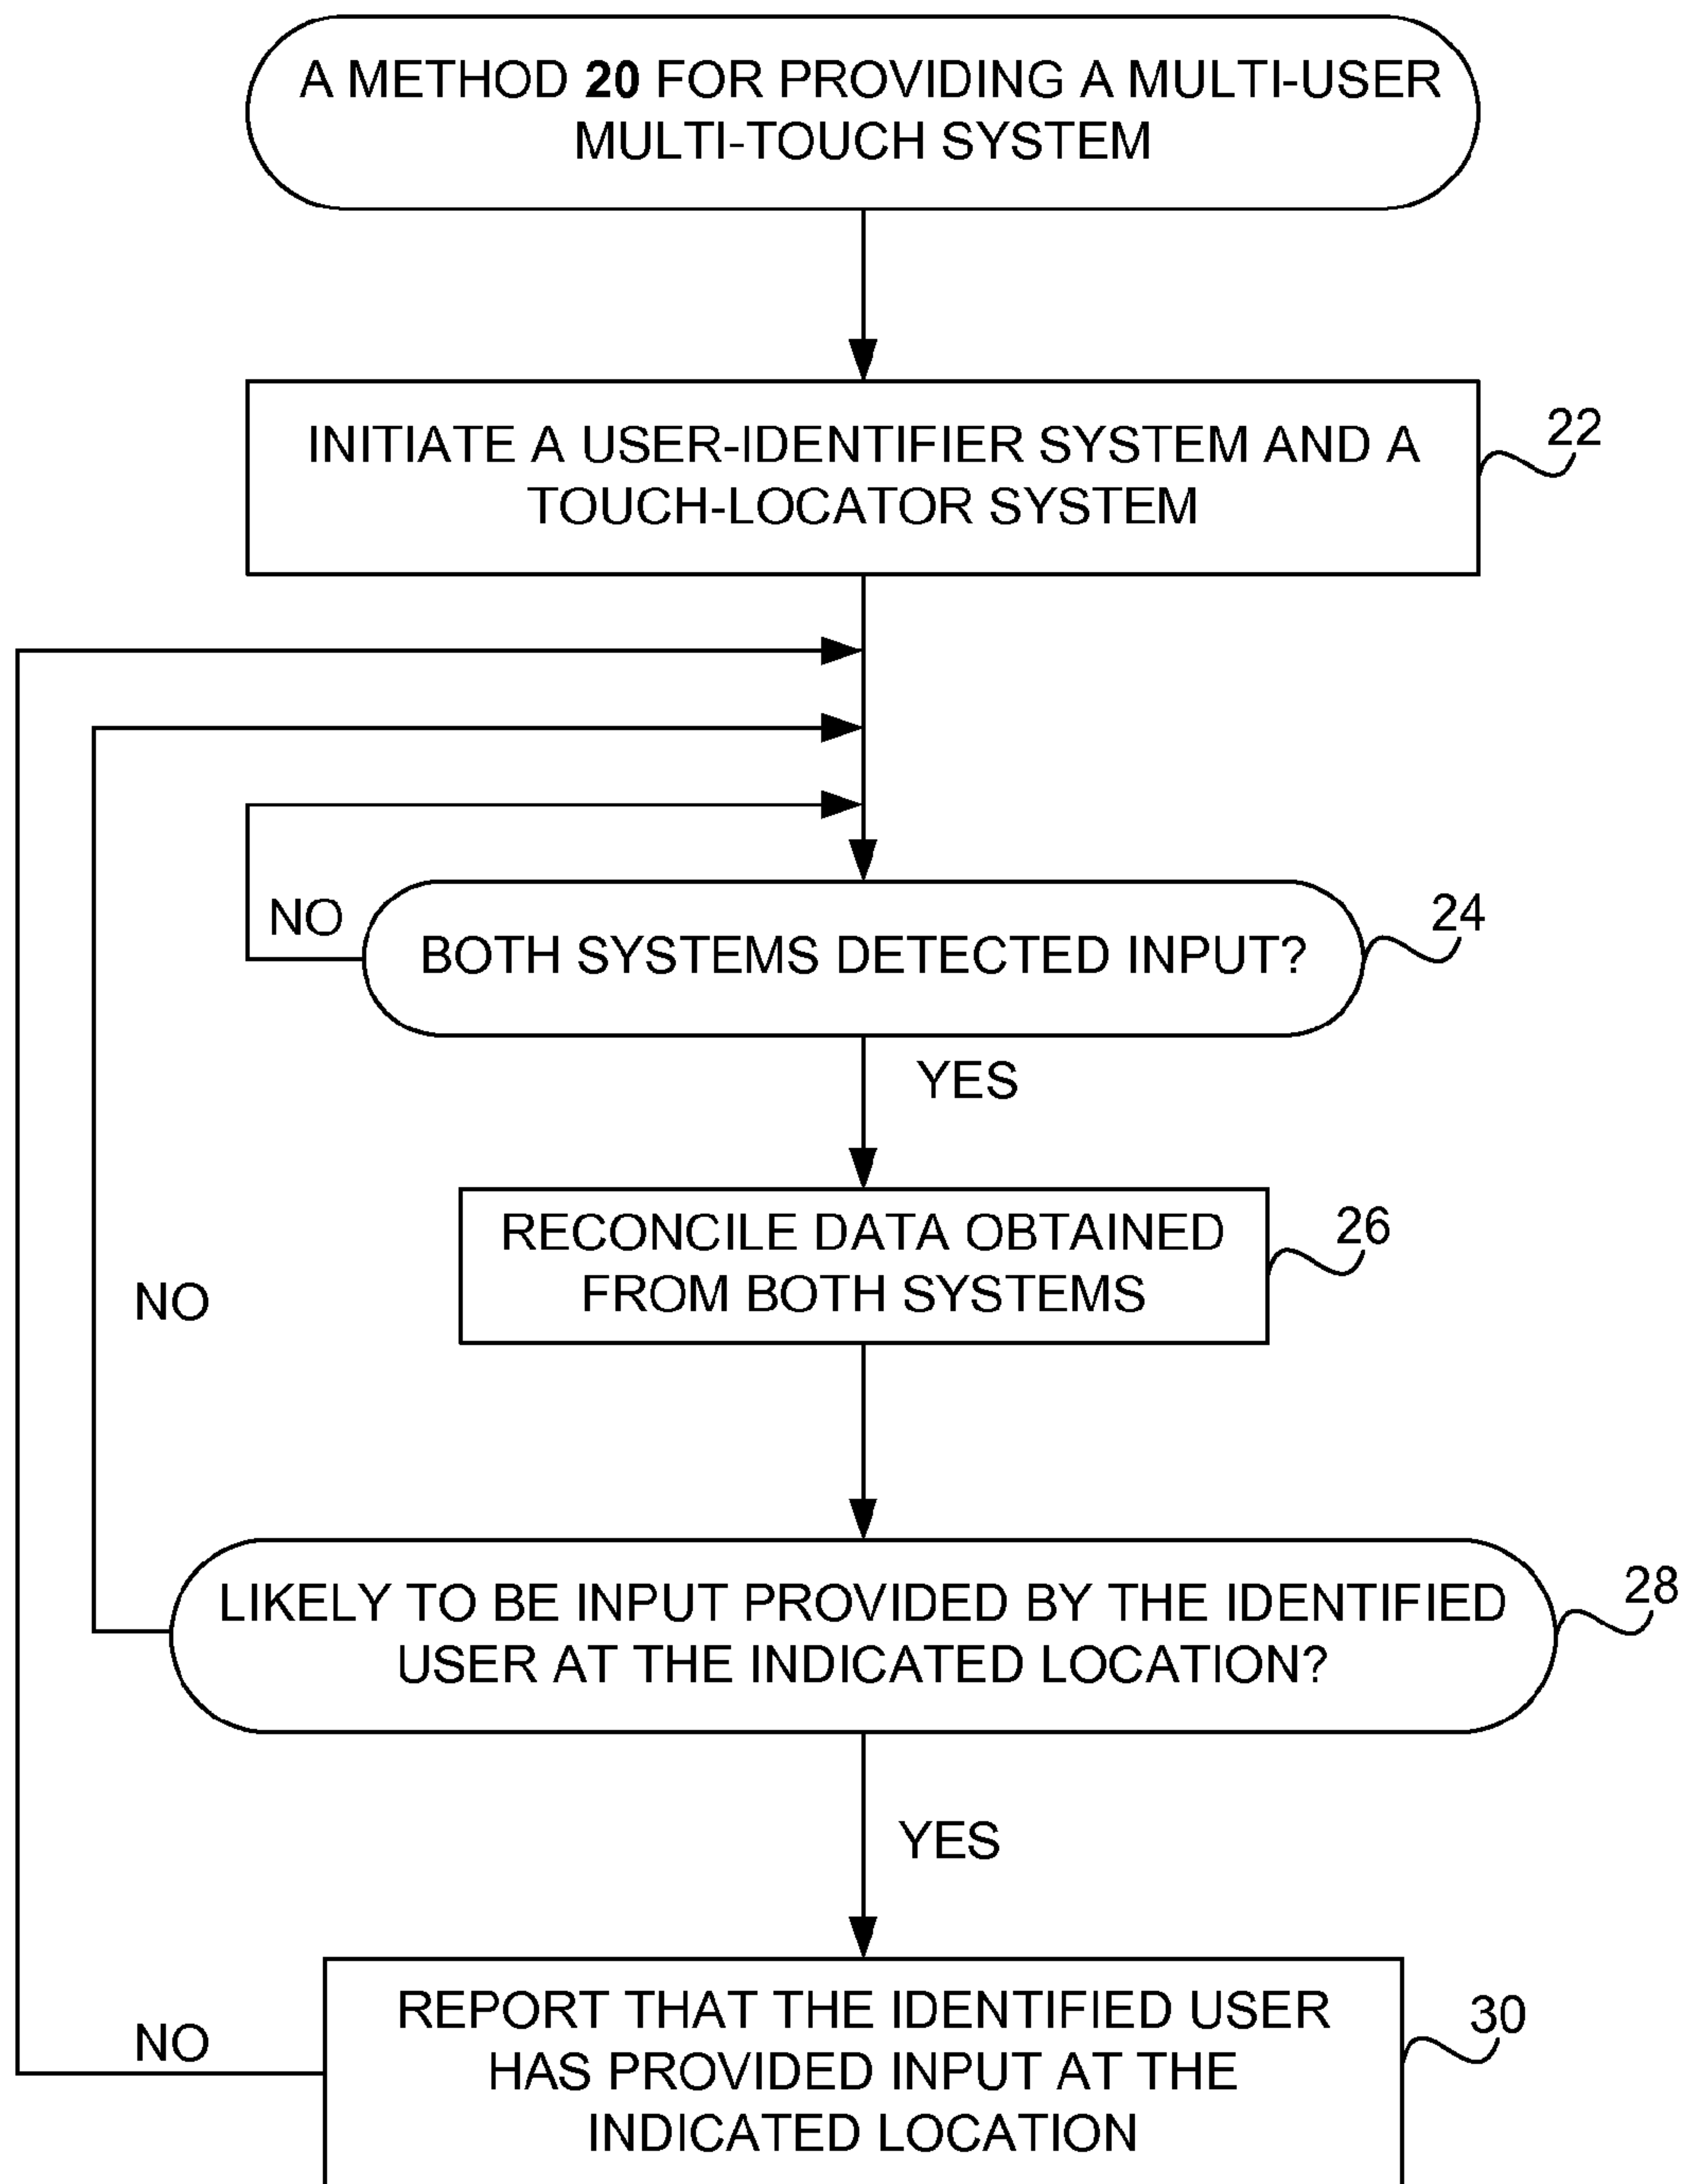 A METHOD 20 FOR PROVIDING A MULTI-USER
MULTI-TOUCH SYSTEM
INITIATE A USER-IDENTIFIER SYSTEM AND A
TOUCH-LOCATOR SYSTEM
22
NO
BOTH SYSTEMS DETECTED INPUT?
24
YES
RECONCILE DATA OBTAINED
FROM BOTH SYSTEMS
26
NO
LIKELY TO BE INPUT PROVIDED BY THE IDENTIFIED
USER AT THE INDICATED LOCATION?
28
YES
NO
REPORT THAT THE IDENTIFIED USER
HAS PROVIDED INPUT AT THE
INDICATED LOCATION
30